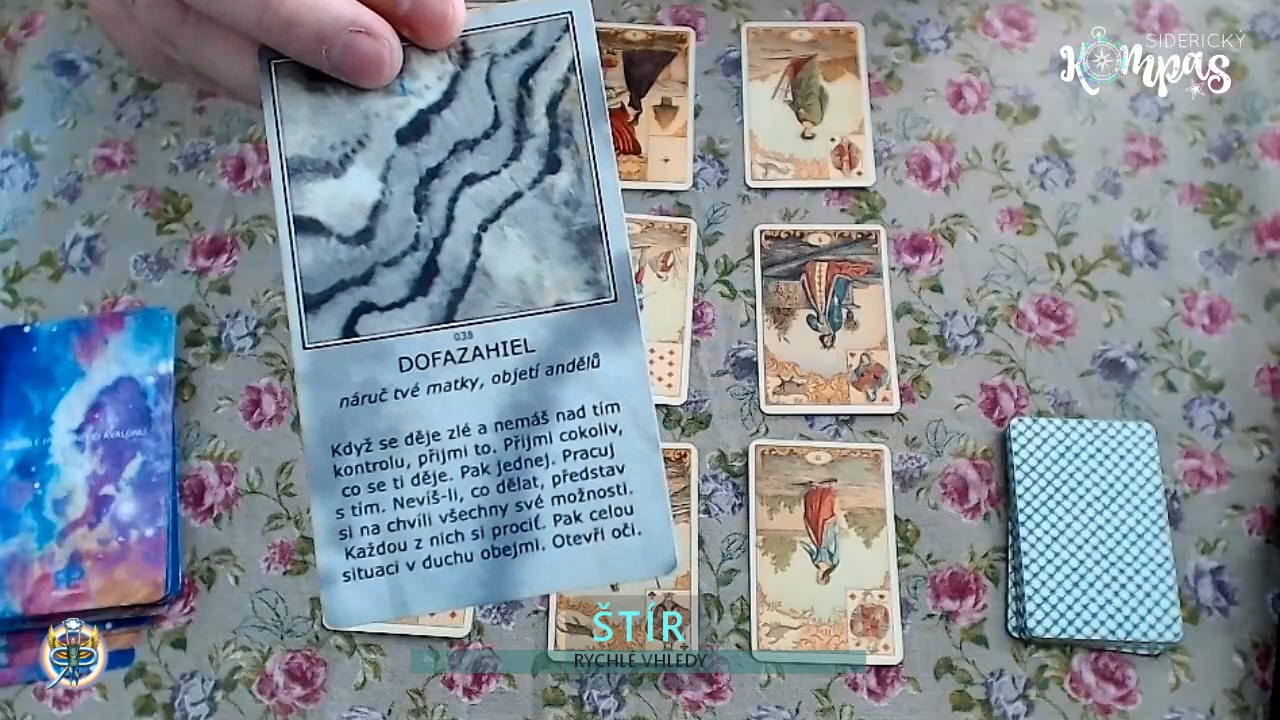 SIDERICKÝ
Kompas
038
DOFAZAHIEL
náruč tvé matky, objetí andělů
Když se děje zlé a nemáš nad tím
kontrolu, přijmi to. Přijmi cokoliv,
co se ti děje. Pak jednej. Pracuj
s tím. Nevíš-li, co dělat, představ
si na chvíli všechny své možnosti.
Každou z nich si prociť. Pak celou
situaci v duchu obejmi. Otevři oči.
ŠTÍR
RYCHLÉ VHLEDY